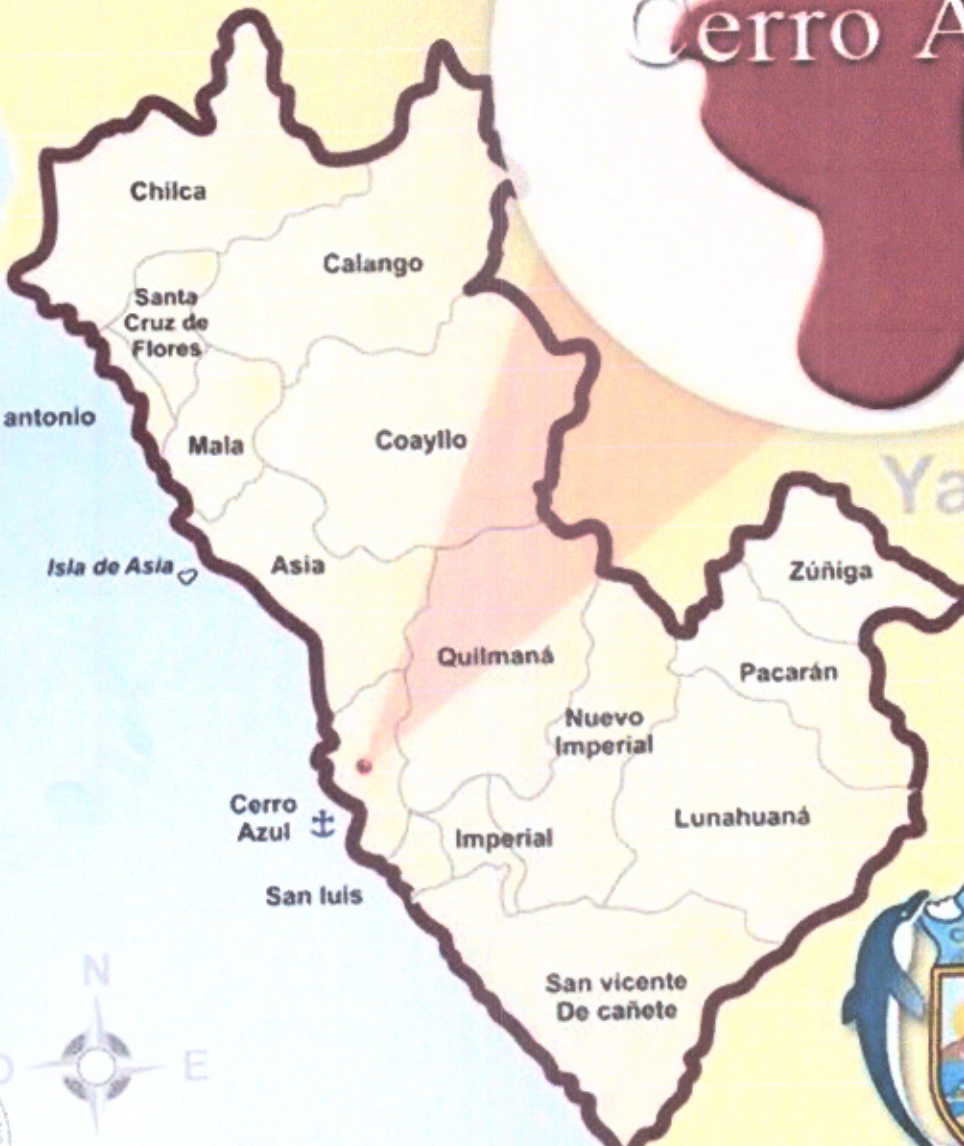 Cerro A
Chilca
Calango
Santa
Cruz de
Flores
antonio
Mala
Coayllo
Ya
Isla de Asia
Asia
Zúñiga
Quilmaná
Pacarán
Nuevo
Imperial
Cerro
Azul
Imperial
Lunahuaná
San luis
San vicente
De cañete
N
O
E